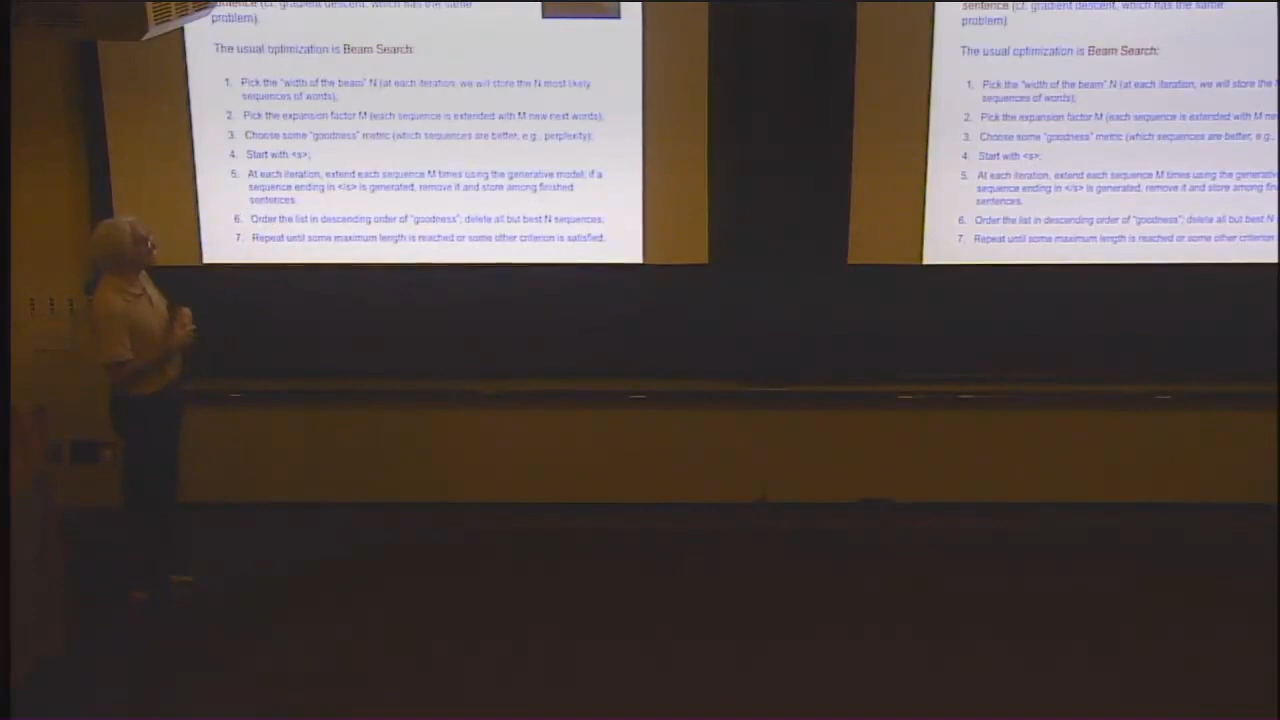 sentence (cf. gradient descent, which has the same
problem).
The usual optimization is Beam Search:
1. Pick the "width of the beam" N (at each iteration, we will store the N most likely
sequences of words);
2. Pick the expansion factor M (each sequence is extended with M new next words);
3. Choose some "goodness" metric (which sequences are better, e.g., perplexity);
4. Start with <s>;
5. At each iteration, extend each sequence M times using the generative model; if a
sequence ending in </s> is generated, remove it and store among finished
sentences.
6. Order the list in descending order of "goodness"; delete all but best N sequences;
7. Repeat until some maximum length is reached or some other criterion is satisfied.
sentence (cf. gradient descent, which has the same
problem)
The usual optimization is Beam Search:
1. Pick the "width of the beam" N (at each iteration, we will store the
sequences of words);
2. Pick the expansion factor M (each sequence is extended with M
3. Choose some "goodness" metric (which sequences are better, e.g.,
4. Start with <s>;
5. At each iteration, extend each sequence M times using the
sequence ending in </s> is generated, remove it and store among
sentences.
6. Order the list in descending order of "goodness"; delete all but best N
7. Repeat until some maximum length is reached or some other criterion